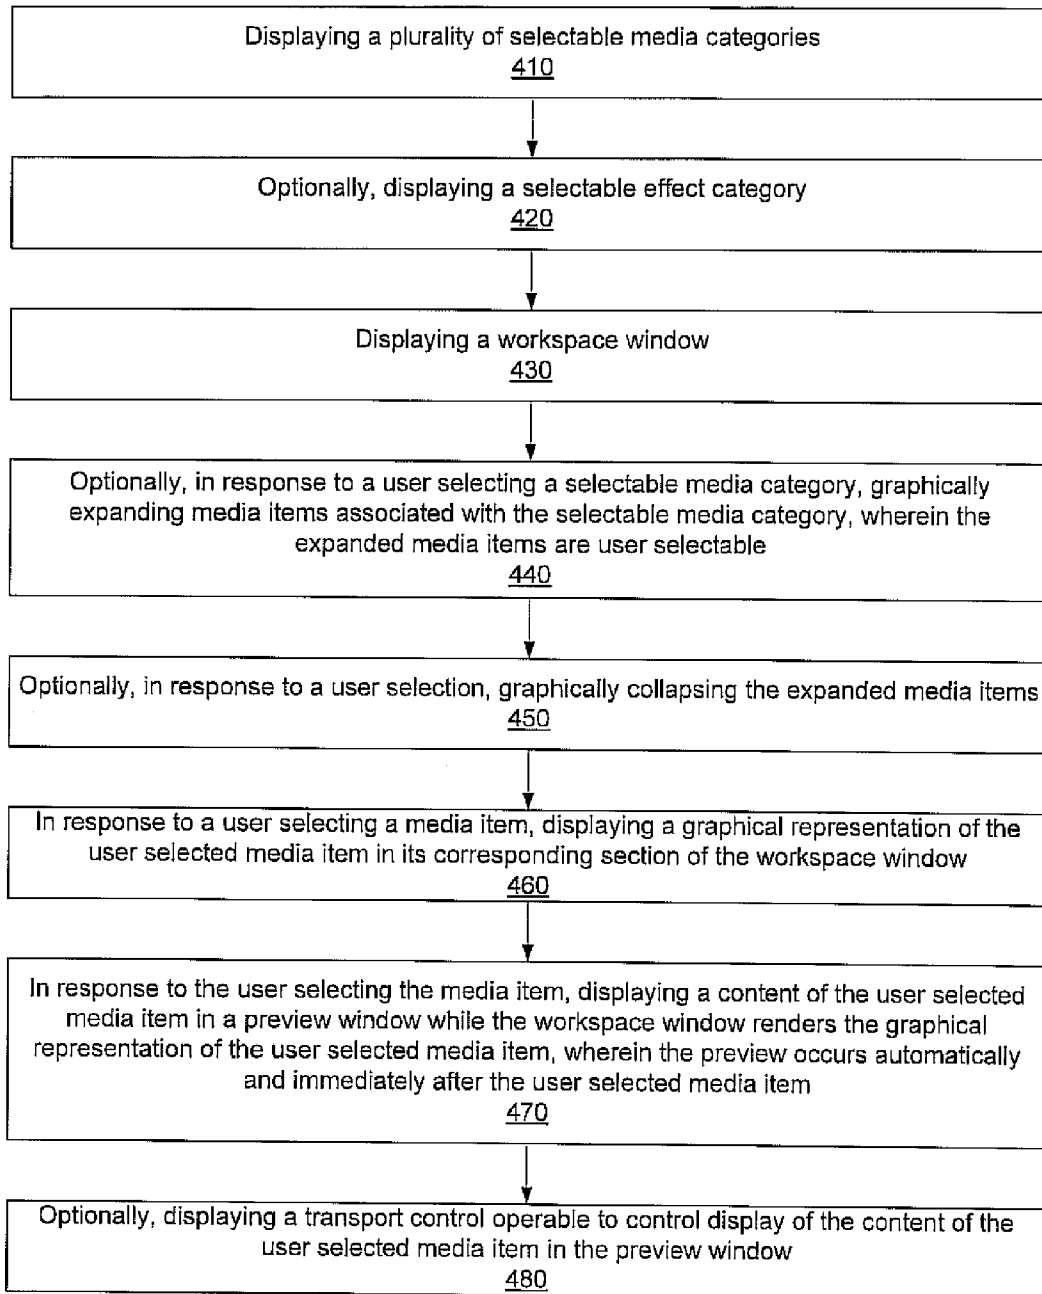 Displaying a plurality of selectable media categories
410
Optionally, displaying a selectable effect category
420
Displaying a workspace window
430
Optionally, in response to a user selecting a selectable media category, graphically
expanding media items associated with the selectable media category, wherein the
expanded media items are user selectable
440
Optionally, in response to a user selection, graphically collapsing the expanded media items
450
In response to a user selecting a media item, displaying a graphical representation of the
user selected media item in its corresponding section of the workspace window
460
In response to the user selecting the media item, displaying a content of the user selected
media item in a preview window while the workspace window renders the graphical
representation of the user selected media item, wherein the preview occurs automatically
and immediately after the user selected media item
470
Optionally, displaying a transport control operable to control display of the content of the
user selected media item in the preview window
480